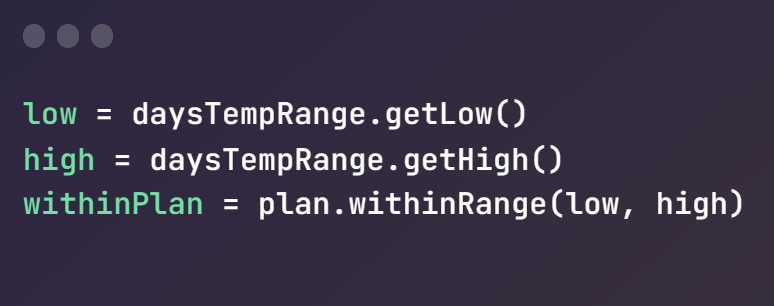 low = daysTempRange.getLow()
high = daysTempRange.getHigh()
withinPlan = plan.withinRange(low, high)